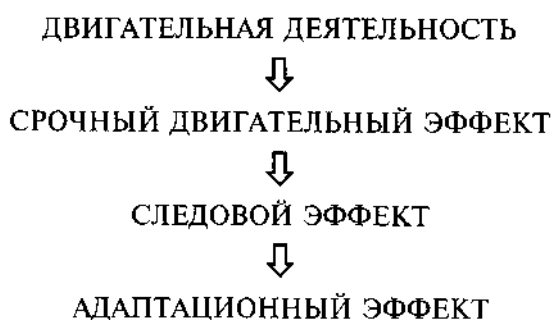 ДВИГАТЕЛЬНАЯ ДЕЯТЕЛЬНОСТЬ
СРОЧНЫЙ ДВИГАТЕЛЬНЫЙ ЭФФЕКТ
СЛЕДОВОЙ ЭФФЕКТ
АДАПТАЦИОННЫЙ ЭФФЕКТ